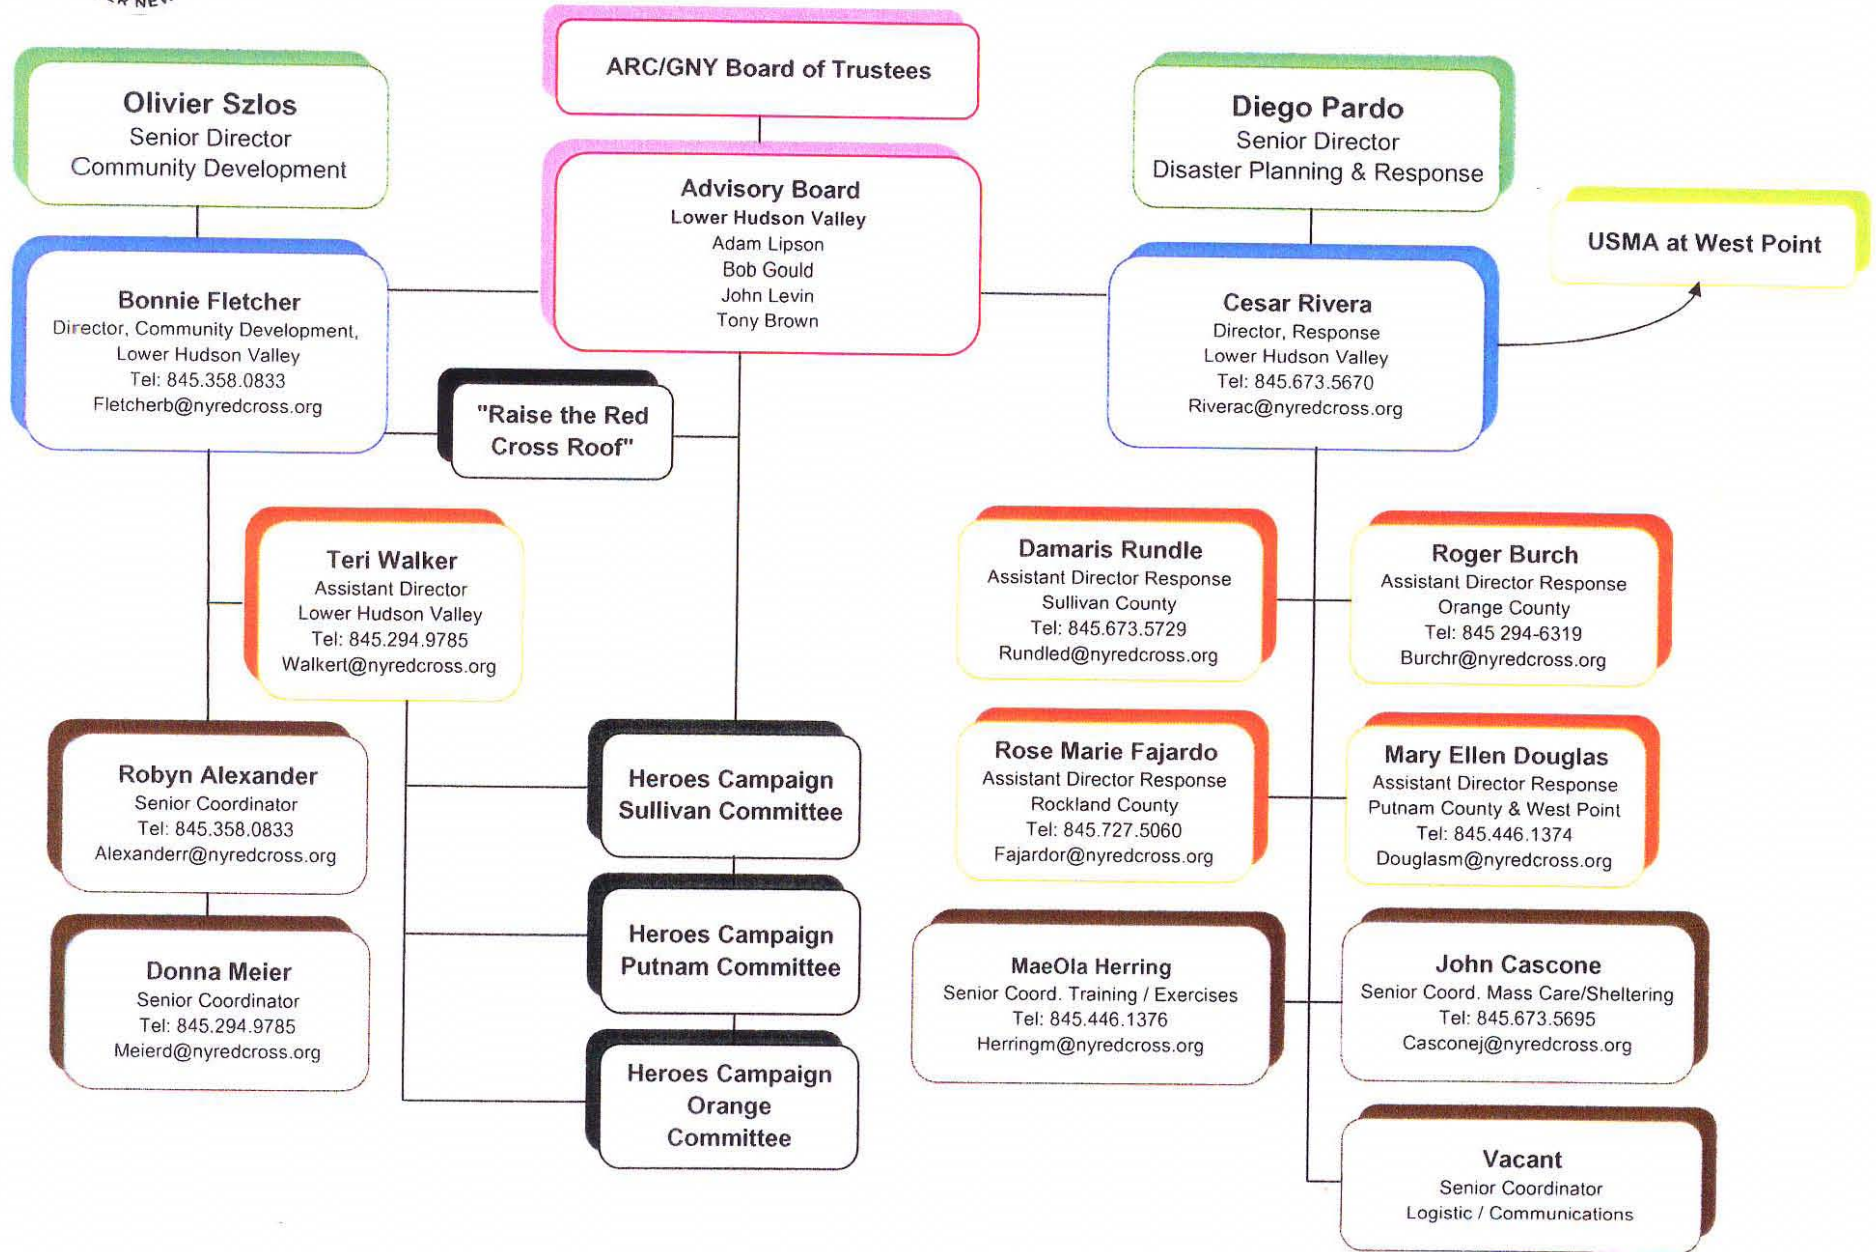 ARC/GNY Board of Trustees
Olivier Szlos
Senior Director
Community Development
Advisory Board
Lower Hudson Valley
Adam Lipson
Bob Gould
John Levin
Tony Brown
Diego Pardo
Senior Director
Disaster Planning & Response
USMA at West Point
Bonnie Fletcher
Director, Community Development,
Lower Hudson Valley
Tel: 845.358.0833
Fletcherb@nyredcross.org
Cesar Rivera
Director, Response
Lower Hudson Valley
Tel: 845.673.5670
Riverac@nyredcross.org
"Raise the Red
Cross Roof"
Teri Walker
Assistant Director
Lower Hudson Valley
Tel: 845.294.9785
Walkert@nyredcross.org
Damaris Rundle
Assistant Director Response
Sullivan County
Tel: 845.673.5729
Rundled@nyredcross.org
Roger Burch
Assistant Director Response
Orange County
Tel: 845 294-6319
Burchr@nyredcross.org
Robyn Alexander
Senior Coordinator
Tel: 845.358.0833
Alexanderr@nyredcross.org
Heroes Campaign
Sullivan Committee
Rose Marie Fajardo
Assistant Director Response
Rockland County
Tel: 845.727.5060
Fajardor@nyredcross.org
Mary Ellen Douglas
Assistant Director Response
Putnam County & West Point
Tel: 845.446.1374
Douglasm@nyredcross.org
Donna Meier
Senior Coordinator
Tel: 845.294.9785
Meierd@nyredcross.org
Heroes Campaign
Putnam Committee
MaeOla Herring
Senior Coord. Training / Exercises
Tel: 845.446.1376
Herringm@nyredcross.org
John Cascone
Senior Coord. Mass Care/Sheltering
Tel: 845.673.5695
Casconej@nyredcross.org
Heroes Campaign
Orange
Committee
Vacant
Senior Coordinator
Logistic / Communications